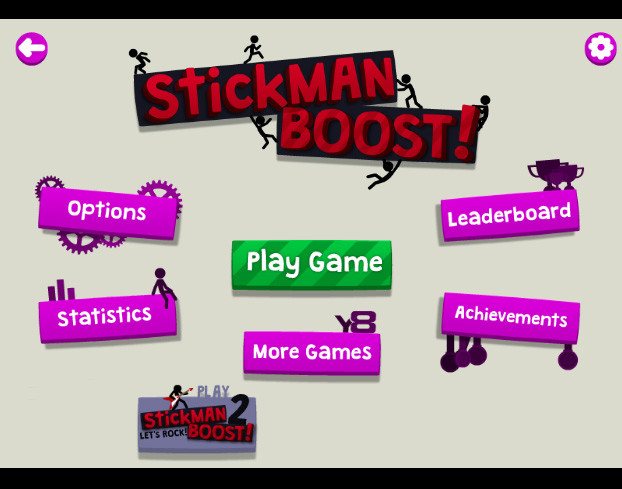 StickMAN
BOOST!
Options
Leaderboard
Play Game
Statistics
Achievements
Y8
More Games
PLAY
StickMAN 2
LET'S ROCK! BOOST!